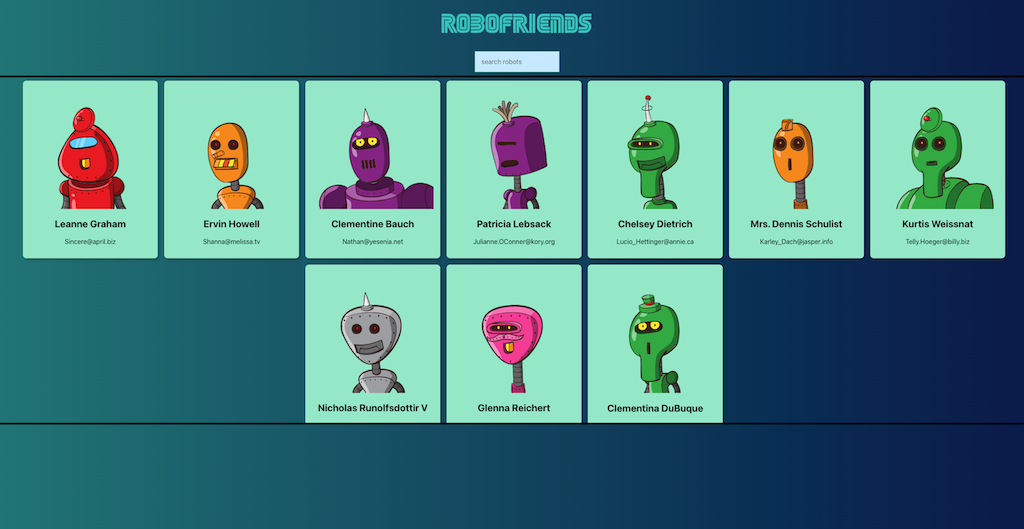 ROBOFRIENDS
search robots
Leanne Graham
Sincere@april.biz
Ervin Howell
Shanna@melissa.tv
Clementine Bauch
Nathan@yesenia.net
Patricia Lebsack
Julianne.OConner@kory.org
Chelsey Dietrich
Lucio_Hettinger@annie.ca
Mrs. Dennis Schulist
Karley_Dach@jasper.info
Kurtis Weissnat
Telly.Hoeger@billy.biz
Nicholas Runolfsdottir V
Glenna Reichert
Clementina DuBuque